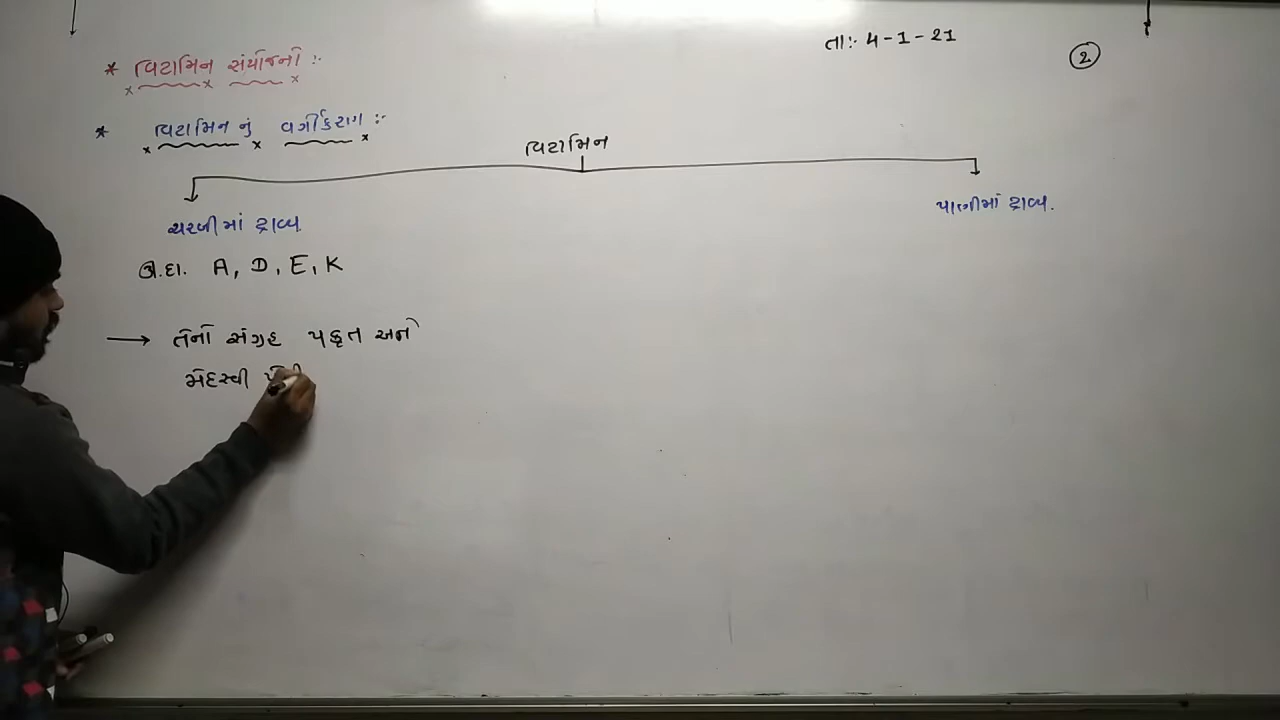 તા:- 4-1-21
2
* વિટામિન સંયોજનો :-
* વિટામિન નું વર્ગીકરણ :-
વિટામિન
ચરબીમાં દ્રાવ્ય
પાણીમાં દ્રાવ્ય.
ઉ.દા. A, D, E, K
→ તેનો સંગ્રહ યકૃત અને
મેદસ્વી